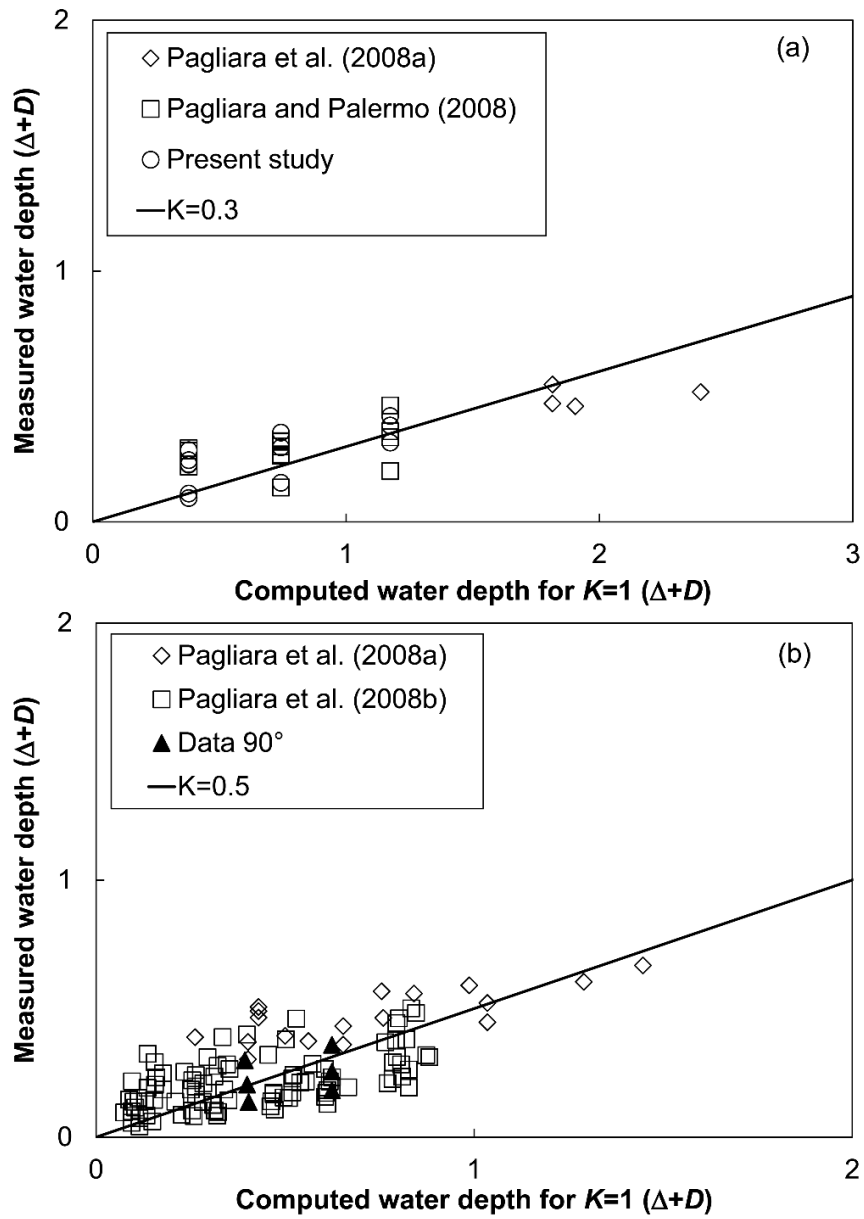 2
(a)
Pagliara et al. (2008a)
Pagliara and Palermo (2008)
Present study
K=0.3
Measured water depth (Δ+D)
1
0
0 1 2 3
Computed water depth for K=1 (Δ+D)
2
(b)
Pagliara et al. (2008a)
Pagliara et al. (2008b)
Data 90°
K=0.5
Measured water depth (Δ+D)
1
0
0 1 2
Computed water depth for K=1 (Δ+D)